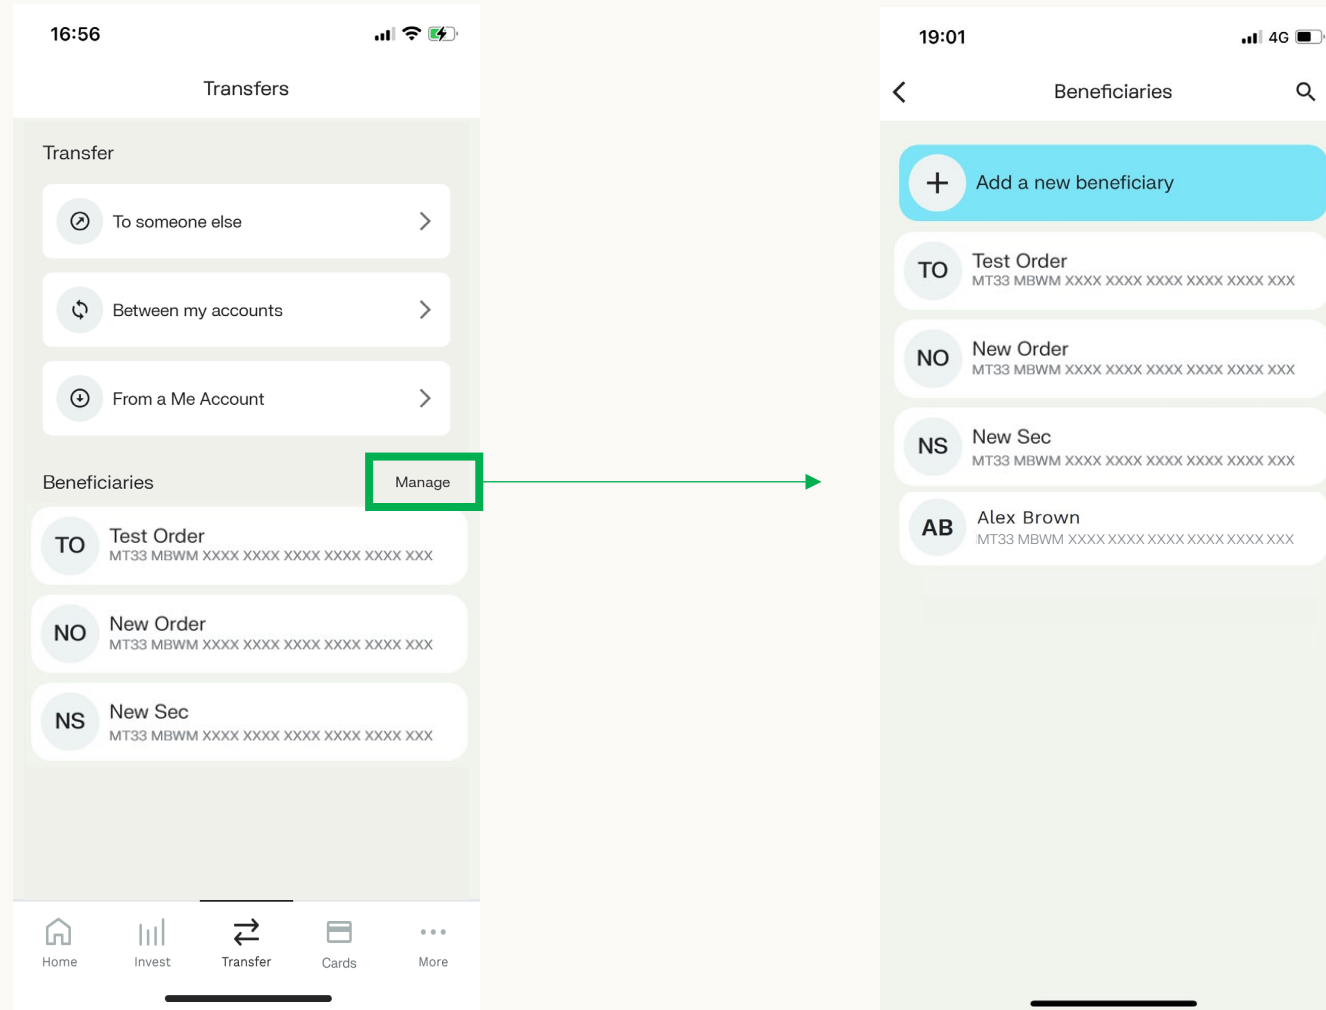 16:56
Transfers
Transfer
To someone else
Between my accounts
From a Me Account
Beneficiaries
Manage
TO
Test Order
MT33 MBWM XXXX XXXX XXXX XXXX XXXX XXX
NO
New Order
MT33 MBWM XXXX XXXX XXXX XXXX XXXX XXX
NS
New Sec
MT33 MBWM XXXX XXXX XXXX XXXX XXXX XXX
Home
Invest
Transfer
Cards
More
19:01
4G
Beneficiaries
Add a new beneficiary
TO
Test Order
MT33 MBWM XXXX XXXX XXXX XXXX XXXX XXX
NO
New Order
MT33 MBWM XXXX XXXX XXXX XXXX XXXX XXX
NS
New Sec
MT33 MBWM XXXX XXXX XXXX XXXX XXXX XXX
AB
Alex Brown
MT33 MBWM XXXX XXXX XXXX XXXX XXXX XXX